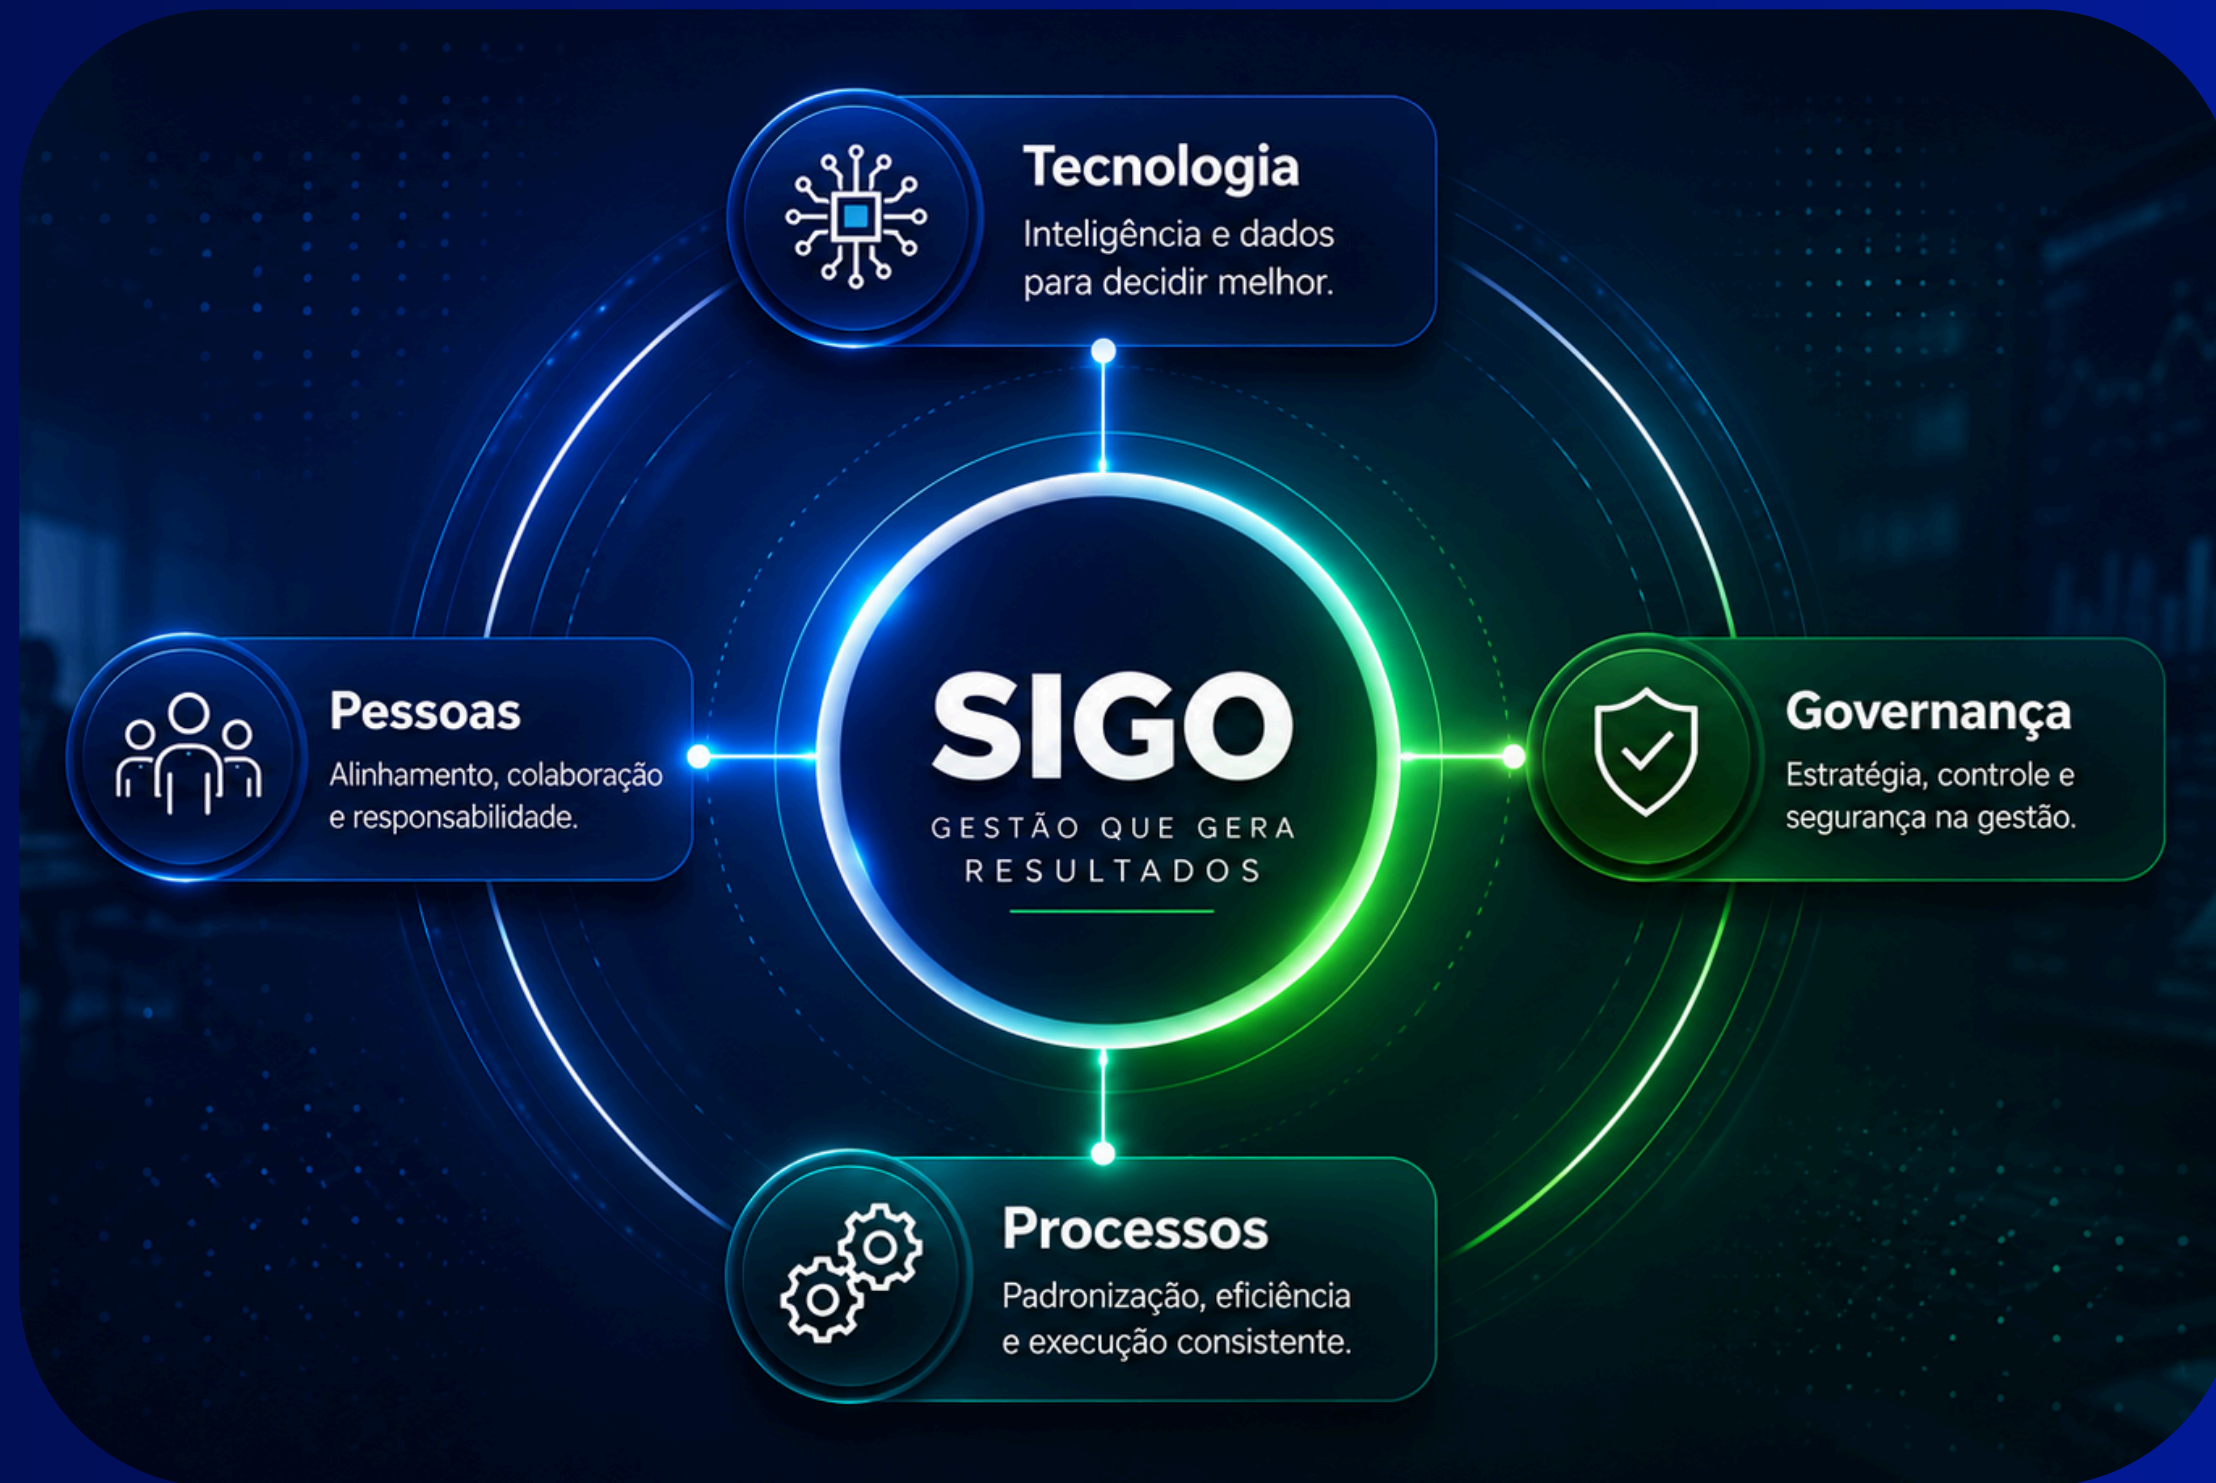 Tecnologia
Inteligência e dados
para decidir melhor.
Pessoas
Alinhamento, colaboração
e responsabilidade.
SIGO
GESTÃO QUE GERA
RESULTADOS
Governança
Estratégia, controle e
segurança na gestão.
Processos
Padronização, eficiência
e execução consistente.